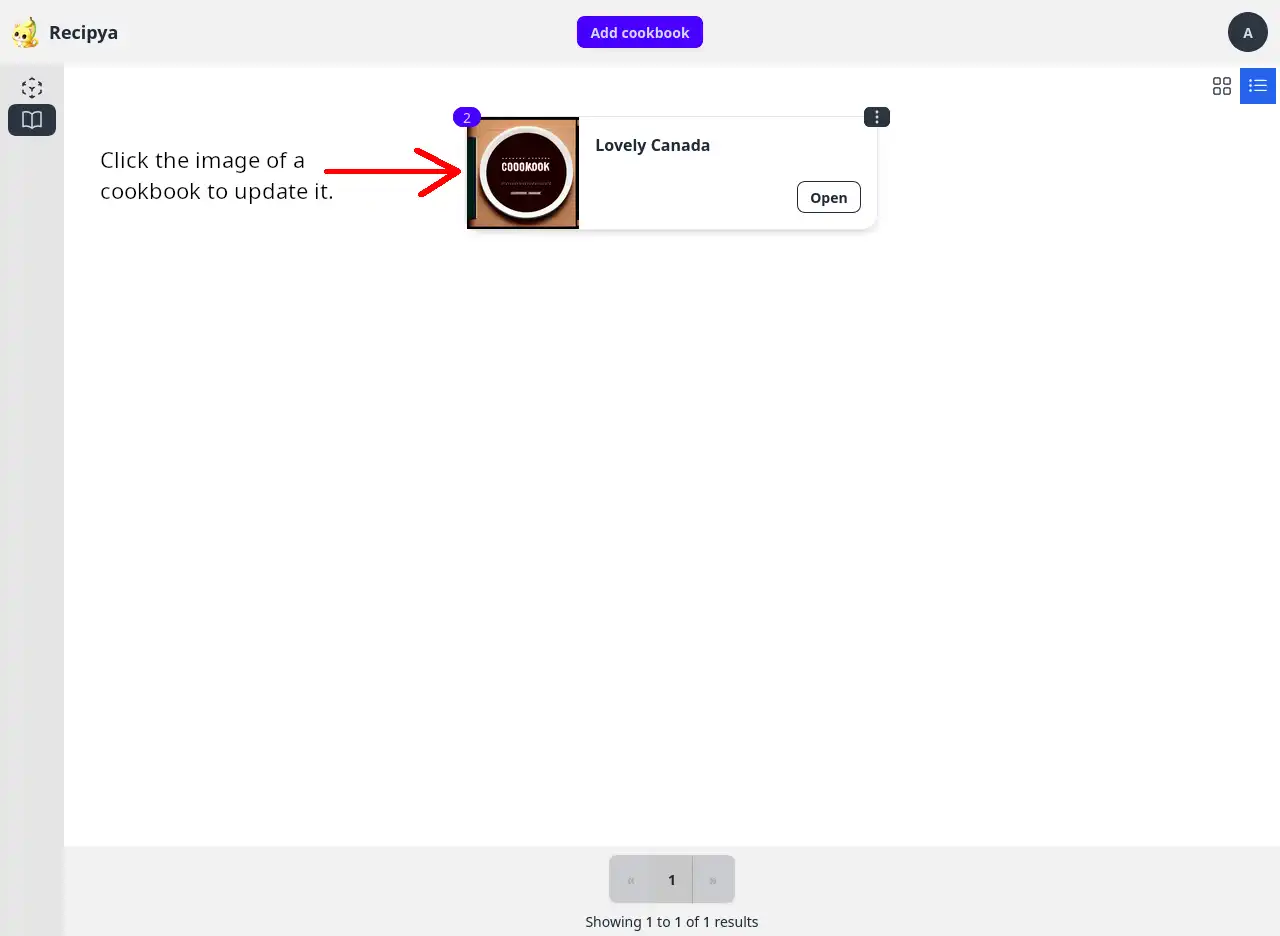 Recipya
Add cookbook
A
2
COOOKDOK
Lovely Canada
Click the image of a
cookbook to update it.
Open
« 1 »
Showing 1 to 1 of 1 results